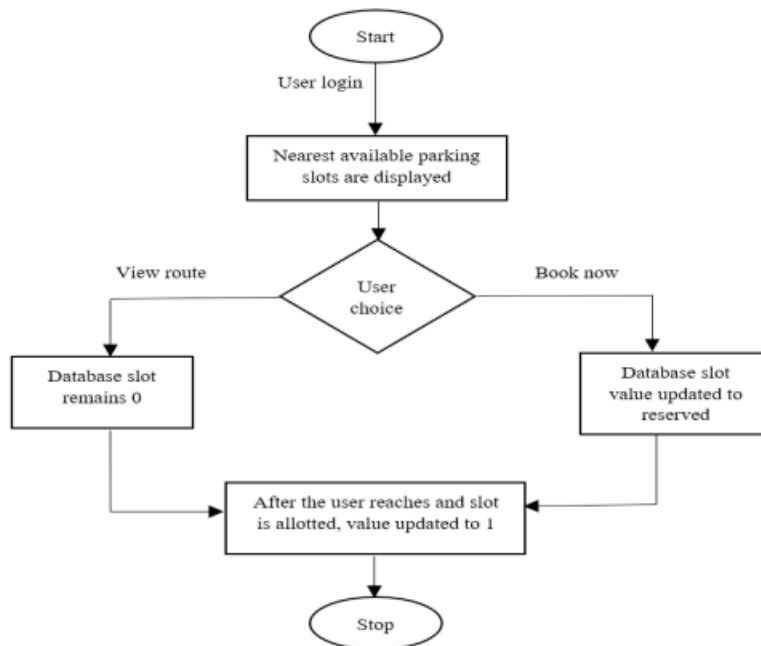 Start
User login
Nearest available parking
slots are displayed
View route
User
choice
Book now
Database slot
remains 0
Database slot
value updated to
reserved
After the user reaches and slot
is allotted, value updated to 1
Stop